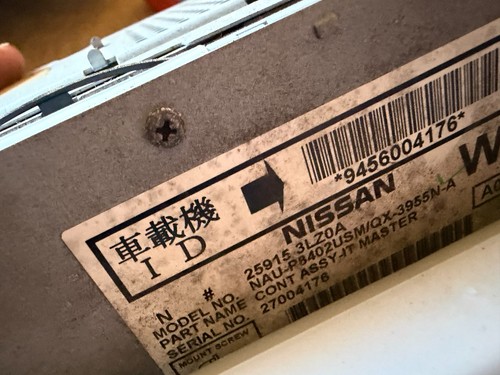 車載機
I D
*9456004176*
NISSAN
N # 25915 3LZ0A
MODEL NO. NAU-P8402USM/QX-3955N-A
PART NAME CONT ASSY-IT MASTER
SERIAL NO. 27004176
MOUNT SCREW